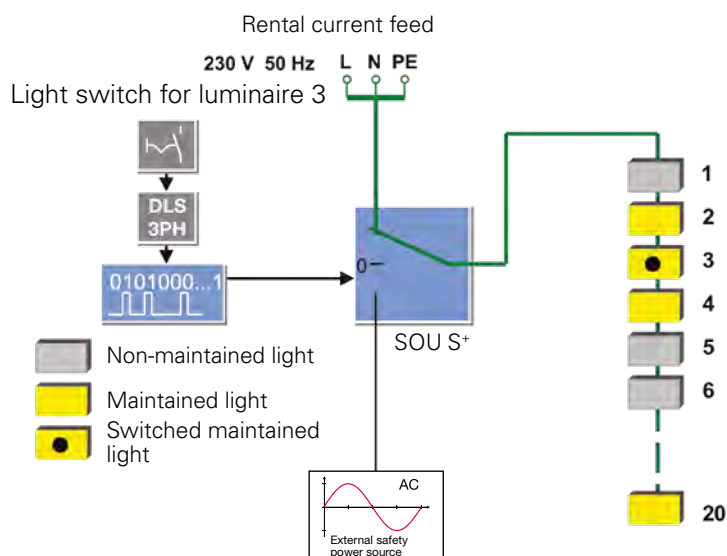 Rental current feed
230 V 50 Hz L N PE
Light switch for luminaire 3
DLS
3PH
0101000...1
0
SOU S+
1
2
3
4
5
6
20
Non-maintained light
Maintained light
Switched maintained
light
AC
External safety
power source